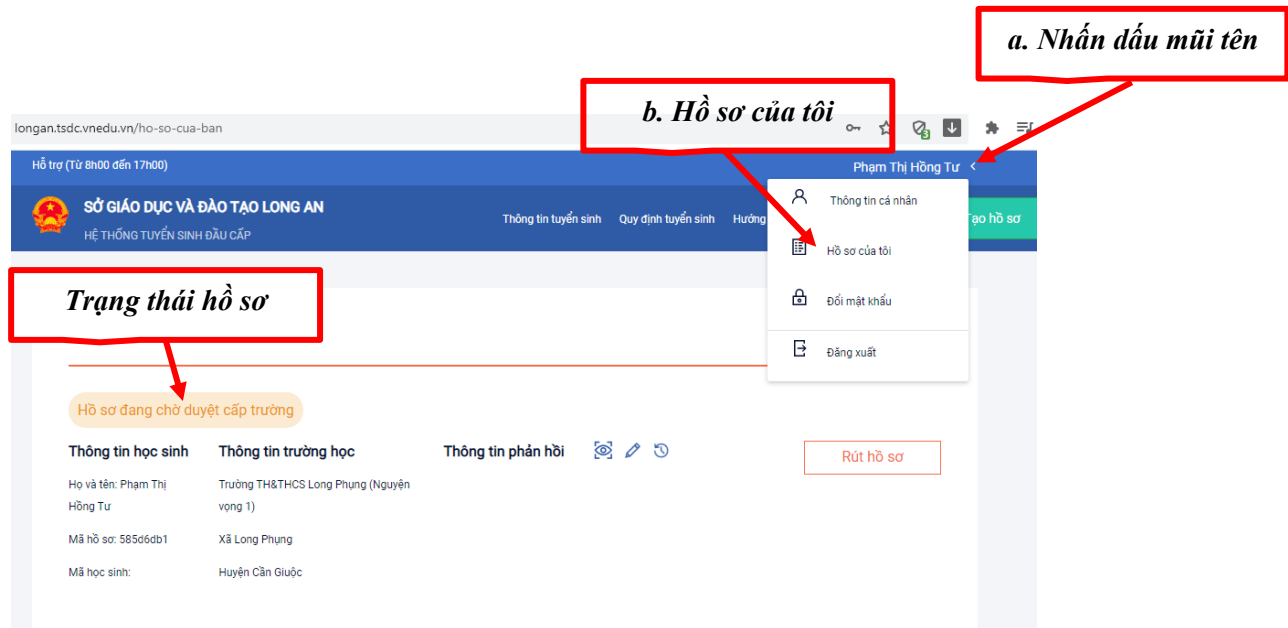 a. Nhấn dấu mũi tên
b. Hồ sơ của tôi
longan.tsdc.vnedu.vn/ho-so-cua-ban
Hỗ trợ (Từ 8h00 đến 17h00)
Phạm Thị Hồng Tư
SỞ GIÁO DỤC VÀ ĐÀO TẠO LONG AN
HỆ THỐNG TUYỂN SINH ĐẦU CẤP
Thông tin tuyển sinh Quy định tuyển sinh Hướng
ạo hồ sơ
Thông tin cá nhân
Hồ sơ của tôi
Đổi mật khẩu
Đăng xuất
Trạng thái hồ sơ
Hồ sơ đang chờ duyệt cấp trường
Thông tin học sinh Thông tin trường học Thông tin phản hồi
Rút hồ sơ
Họ và tên: Phạm Thị Trường TH&THCS Long Phụng (Nguyện
Hồng Tư vọng 1)
Mã hồ sơ: 585d6db1 Xã Long Phụng
Mã học sinh: Huyện Cần Giuộc